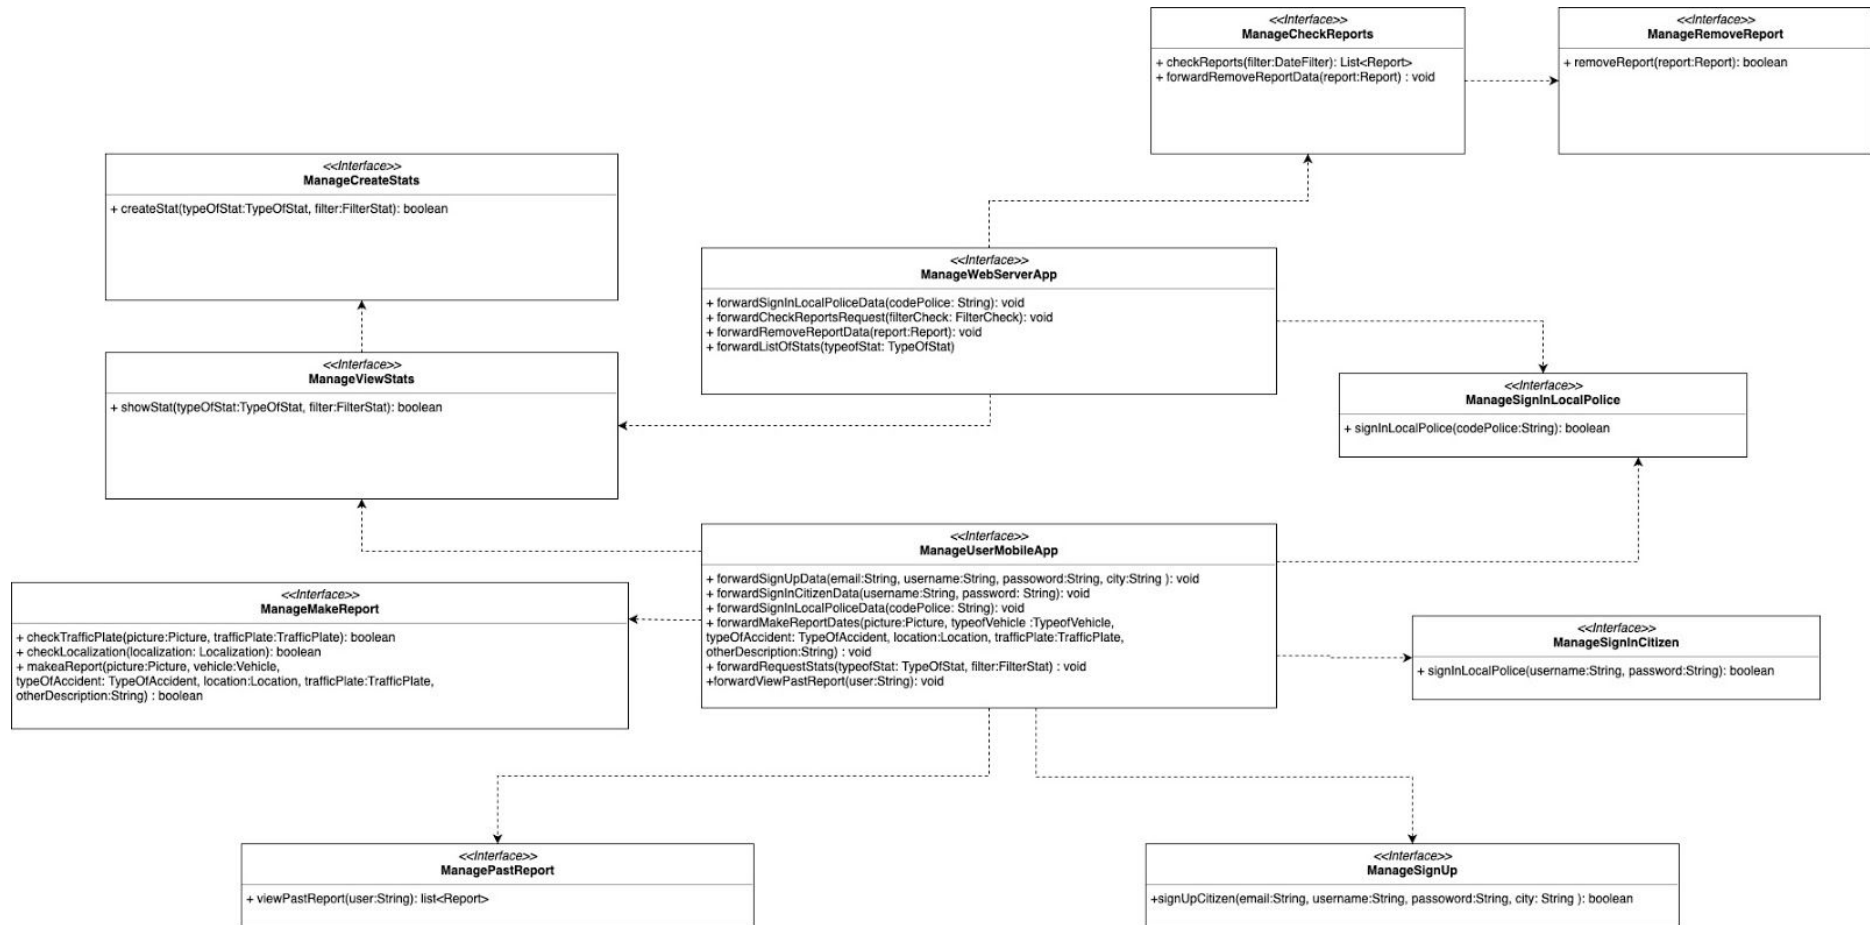 <<Interface>>
ManageCheckReports
+ checkReports(filter:DateFilter): List<Report>
+ forwardRemoveReportData(report:Report) : void
<<Interface>>
ManageRemoveReport
+ removeReport(report:Report): boolean
<<Interface>>
ManageCreateStats
+ createStat(typeOfStat:TypeOfStat, filter:FilterStat): boolean
<<Interface>>
ManageWebServerApp
+ forwardSignInLocalPoliceData(codePolice: String): void
+ forwardCheckReportsRequest(filterCheck: FilterCheck): void
+ forwardRemoveReportData(report:Report): void
+ forwardListOfStats(typeofStat: TypeOfStat)
<<Interface>>
ManageViewStats
+ showStat(typeOfStat:TypeOfStat, filter:FilterStat): boolean
<<Interface>>
ManageSignInLocalPolice
+ signInLocalPolice(codePolice:String): boolean
<<Interface>>
ManageUserMobileApp
+ forwardSignUpData(email:String, username:String, passoword:String, city:String ): void
+ forwardSignInCitizenData(username:String, password: String): void
+ forwardSignInLocalPoliceData(codePolice: String): void
+ forwardMakeReportDates(picture:Picture, typeofVehicle :TypeofVehicle,
typeOfAccident: TypeOfAccident, location:Location, trafficPlate:TrafficPlate,
otherDescription:String) : void
+ forwardRequestStats(typeofStat: TypeOfStat, filter:FilterStat) : void
+forwardViewPastReport(user:String): void
<<Interface>>
ManageMakeReport
+ checkTrafficPlate(picture:Picture, trafficPlate:TrafficPlate): boolean
+ checkLocalization(localization: Localization): boolean
+ makeaReport(picture:Picture, vehicle:Vehicle,
typeOfAccident: TypeOfAccident, location:Location, trafficPlate:TrafficPlate,
otherDescription:String) : boolean
<<Interface>>
ManageSignInCitizen
+ signInLocalPolice(username:String, password:String): boolean
<<Interface>>
ManagePastReport
+ viewPastReport(user:String): list<Report>
<<Interface>>
ManageSignUp
+signUpCitizen(email:String, username:String, passoword:String, city: String ): boolean